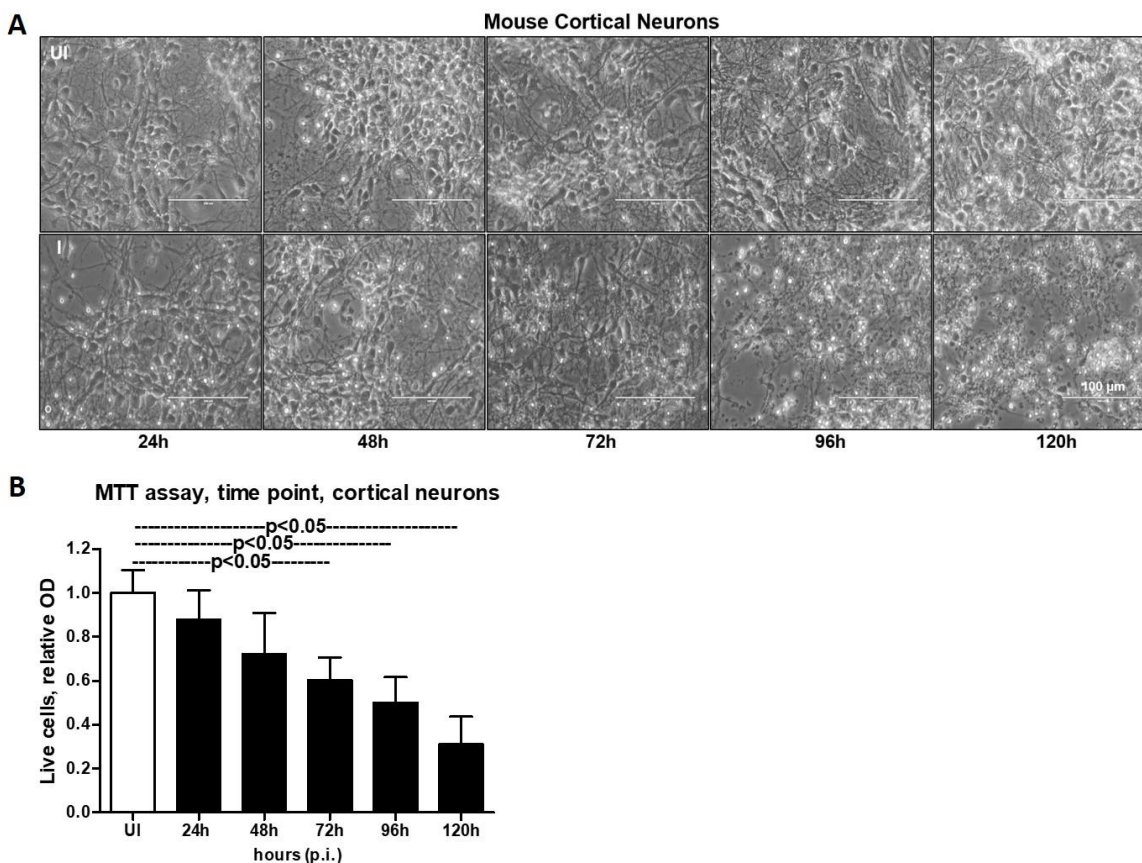 A
Mouse Cortical Neurons
UI
I
100 µm
24h 48h 72h 96h 120h
B
MTT assay, time point, cortical neurons
p<0.05
p<0.05
p<0.05
1.2
1.0
0.8
0.6
0.4
0.2
0.0
Live cells, relative OD
UI 24h 48h 72h 96h 120h
hours (p.i.)